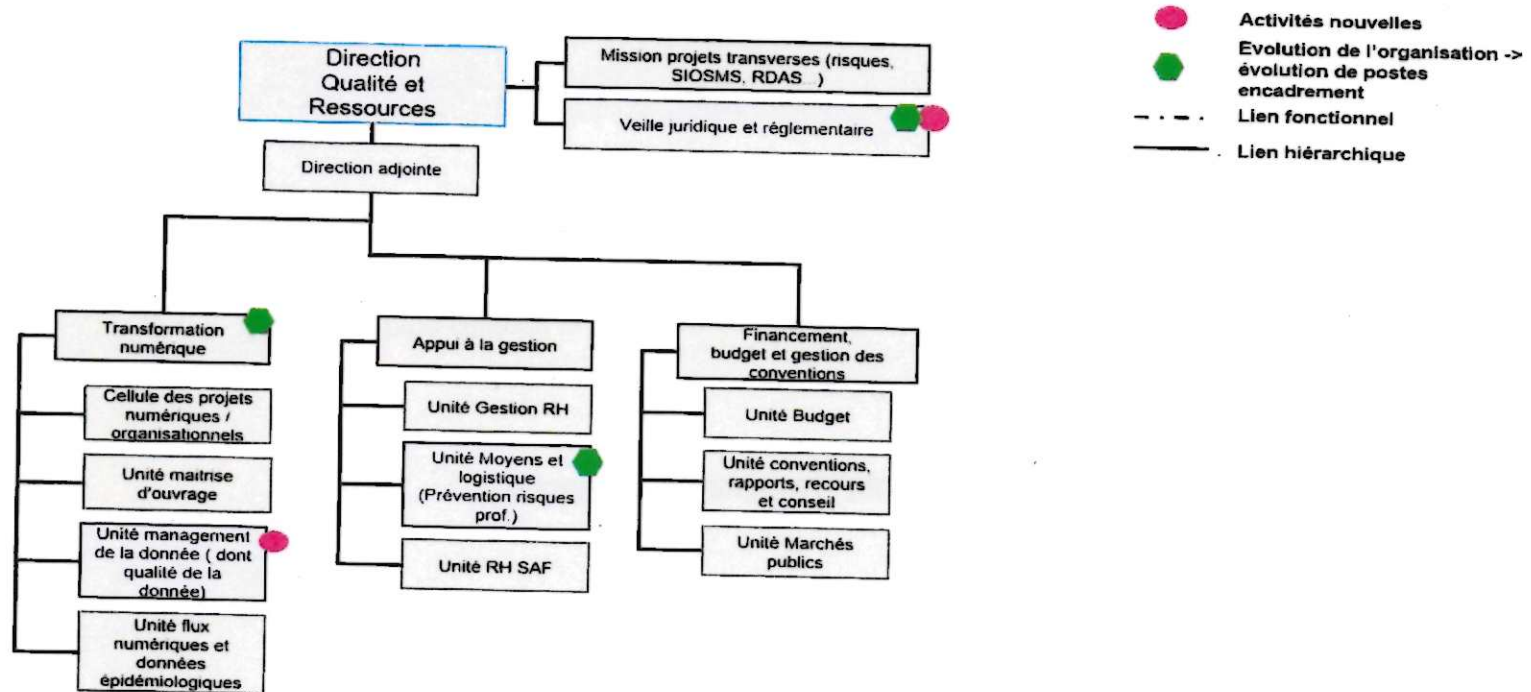 Direction
Qualité et
Ressources
Mission projets transverses (risques,
SIOSMS, RDAS...)
Veille juridique et réglementaire
Direction adjointe
Transformation
numérique
Cellule des projets
numériques /
organisationnels
Unité maitrise
d'ouvrage
Unité management
de la donnée ( dont
qualité de la
donnée)
Unité flux
numériques et
données
épidémiologiques
Appui à la gestion
Unité Gestion RH
Unité Moyens et
logistique
(Prévention risques
prof.)
Unité RH SAF
Financement,
budget et gestion des
conventions
Unité Budget
Unité conventions,
rapports, recours
et conseil
Unité Marchés
publics
Activités nouvelles
Evolution de l'organisation ->
évolution de postes
encadrement
Lien fonctionnel
Lien hiérarchique